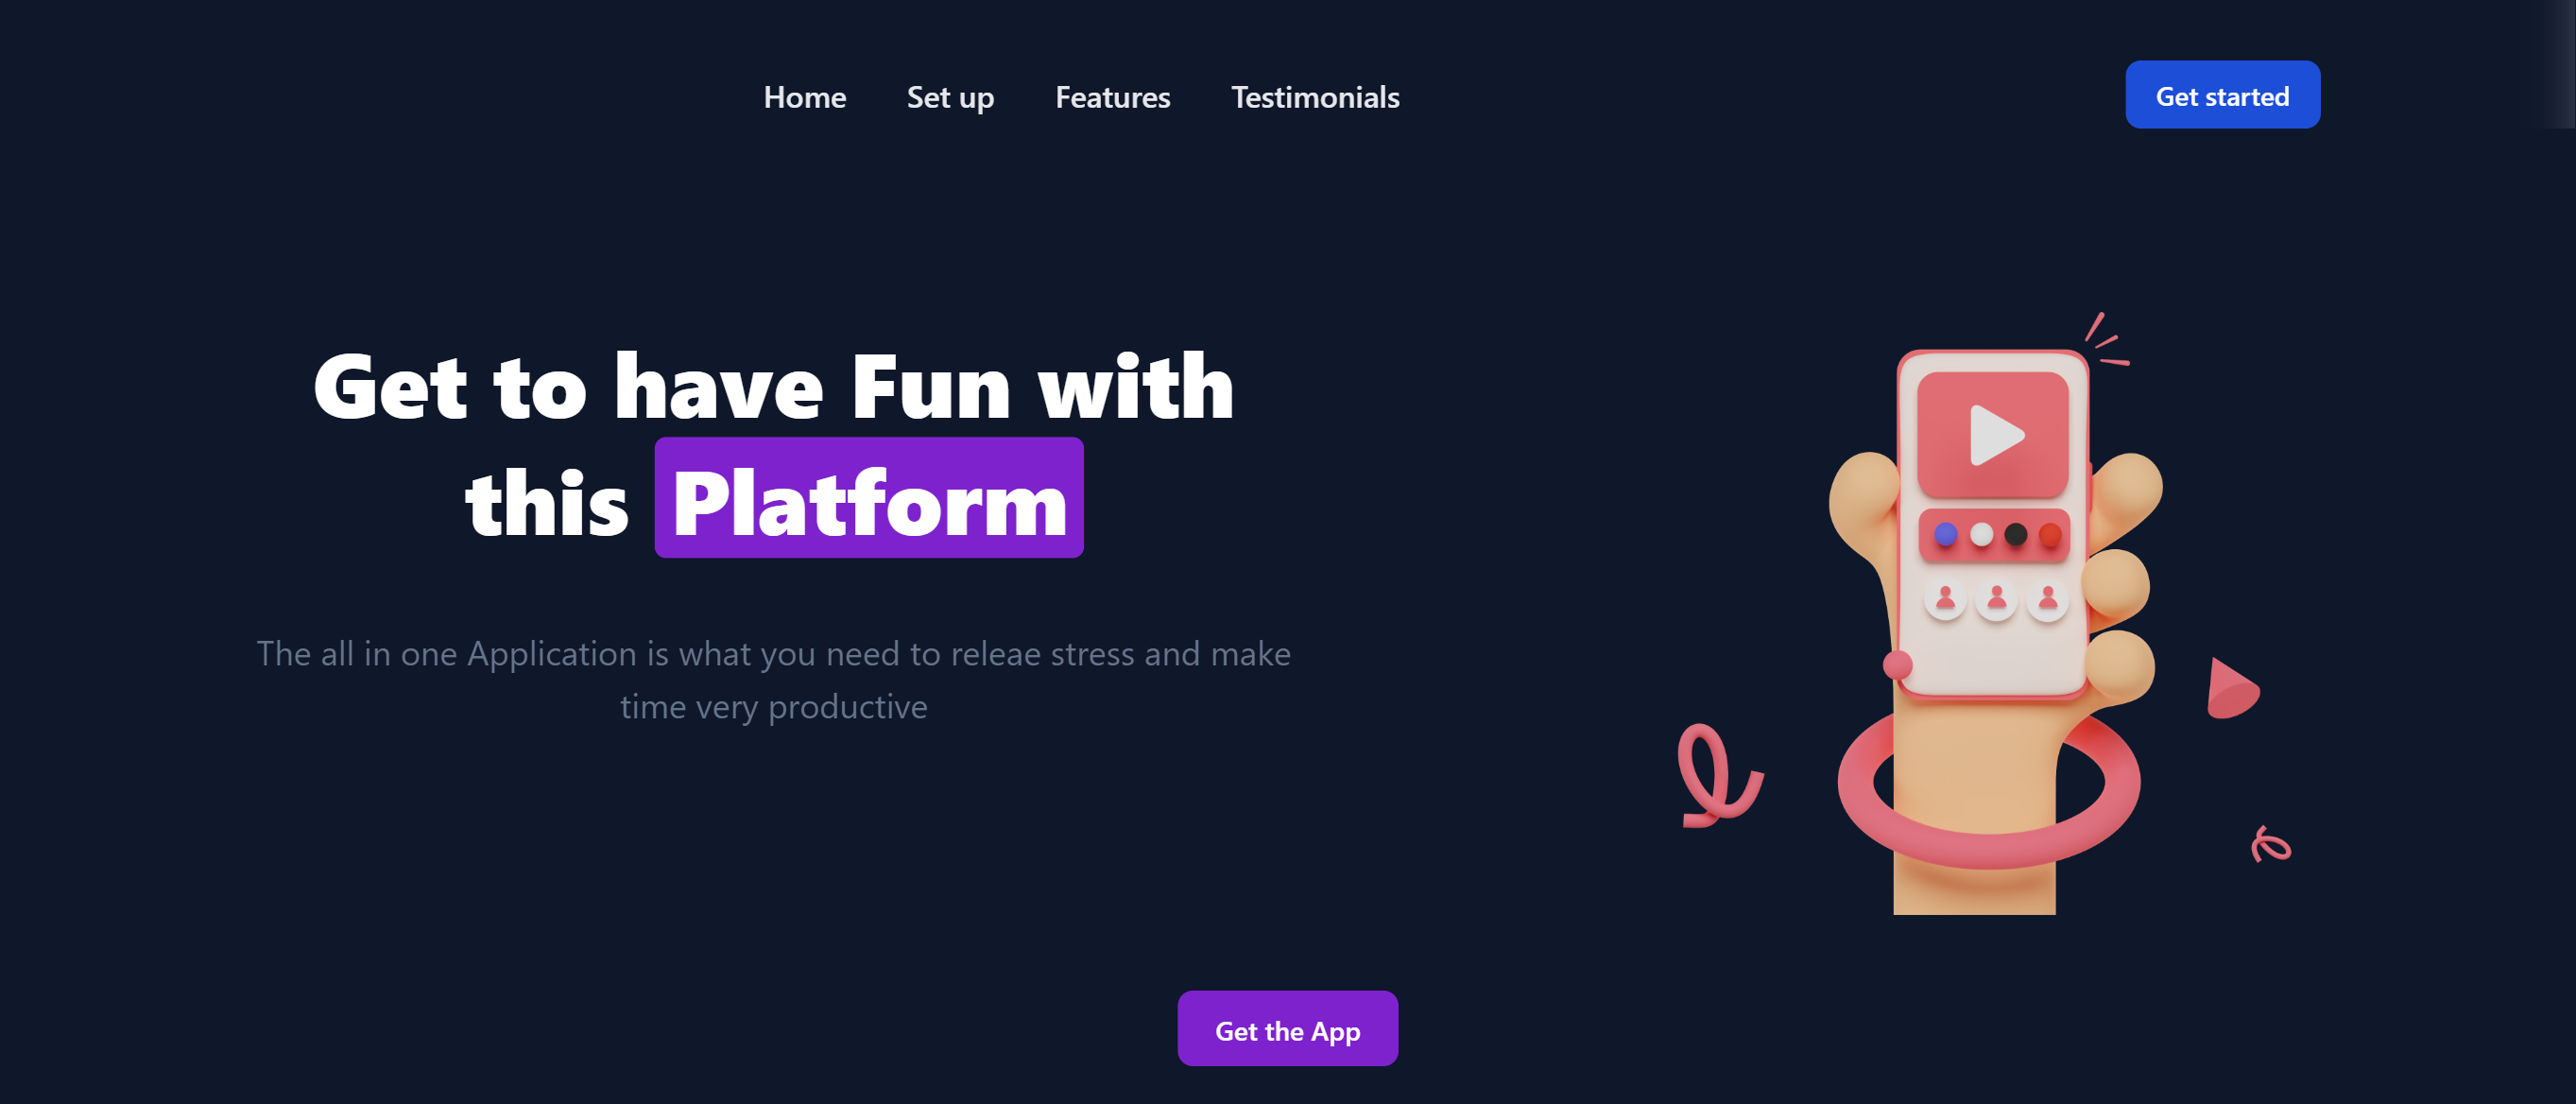 Home Set up Features Testimonials Get started
Get to have Fun with
this Platform
The all in one Application is what you need to releae stress and make
time very productive
Get the App